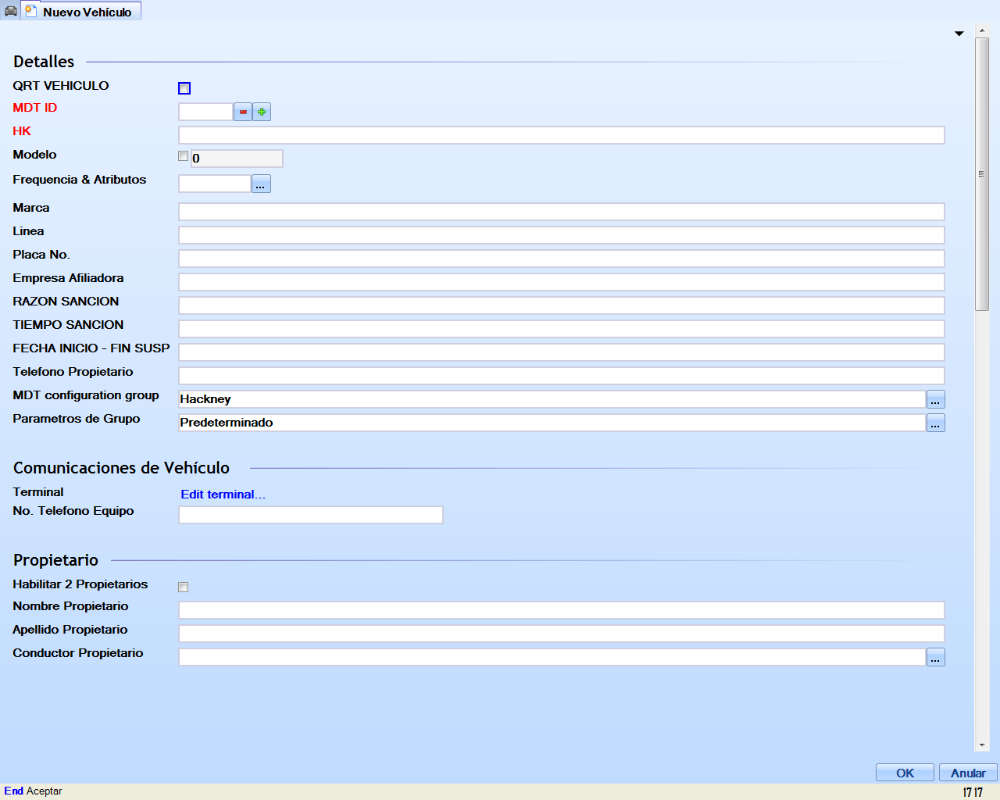 Nuevo Vehículo
Detalles
QRT VEHICULO
MDT ID
HK
Modelo 0
Frequencia & Atributos ...
Marca
Linea
Placa No.
Empresa Afiliadora
RAZON SANCION
TIEMPO SANCION
FECHA INICIO - FIN SUSP
Telefono Propietario
MDT configuration group Hackney ...
Parametros de Grupo Predeterminado ...
Comunicaciones de Vehículo
Terminal Edit terminal...
No. Telefono Equipo
Propietario
Habilitar 2 Propietarios
Nombre Propietario
Apellido Propietario
Conductor Propietario ...
OK Anular
End Aceptar 17 17